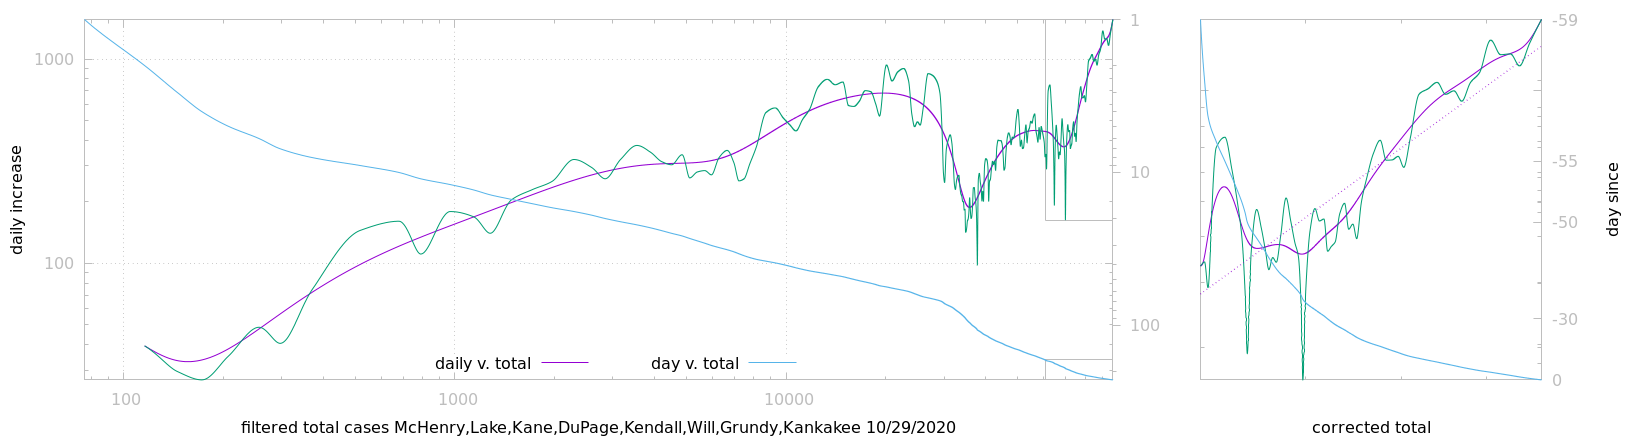 daily increase
1000
100
100
1000
10000
1
10
100
daily v. total
day v. total
filtered total cases McHenry,Lake,Kane,DuPage,Kendall,Will,Grundy,Kankakee 10/29/2020
-59
-55
-50
-30
0
day since
corrected total